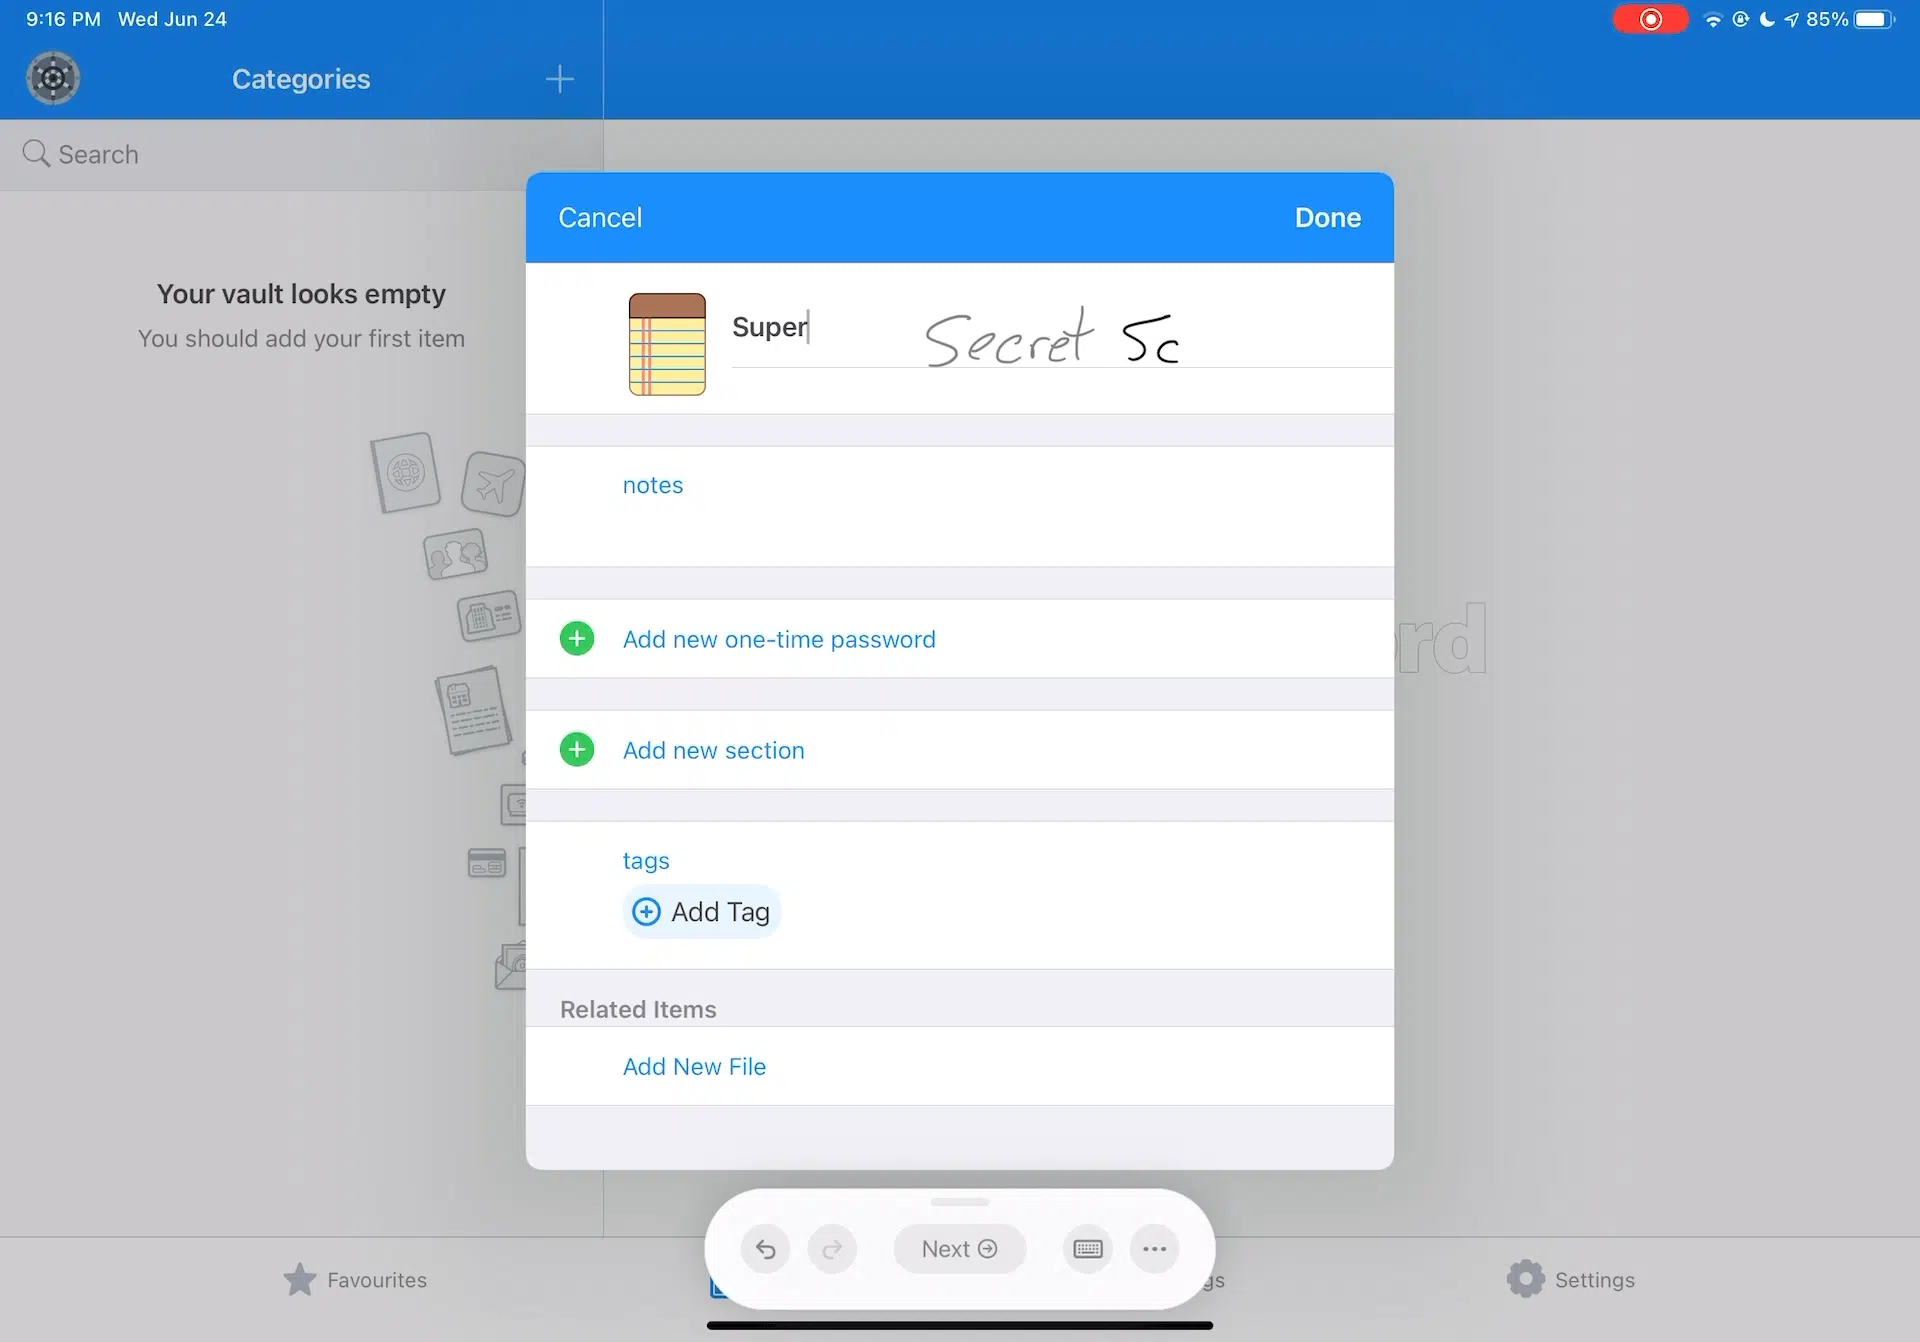 9:16 PM Wed Jun 24
85%
Categories
Search
Your vault looks empty
You should add your first item
Cancel
Done
Super Secret Sc
notes
Add new one-time password
Add new section
tags
Add Tag
Related Items
Add New File
rd
Next
Favourites
gs
Settings